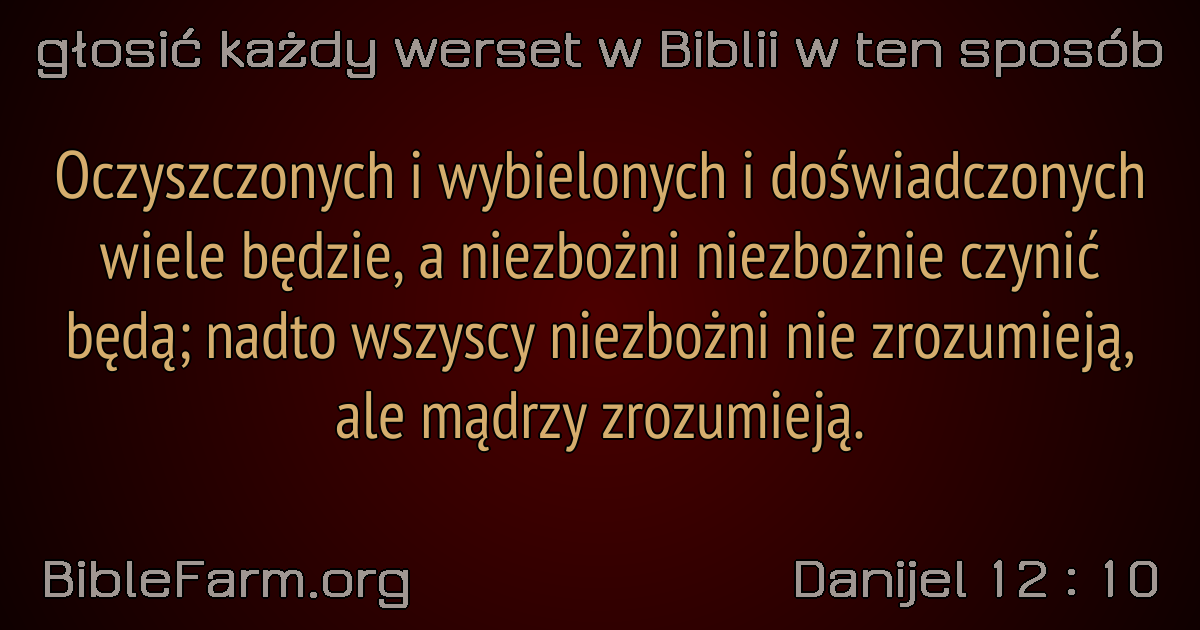 głosić każdy werset w Biblii w ten sposób
Oczyszczonych i wybielonych i doświadczonych
wiele będzie, a niezbożni niezbożnie czynić
będą; nadto wszyscy niezbożni nie zrozumieją,
ale mądrzy zrozumieją.
BibleFarm.org
Danijel 12 : 10